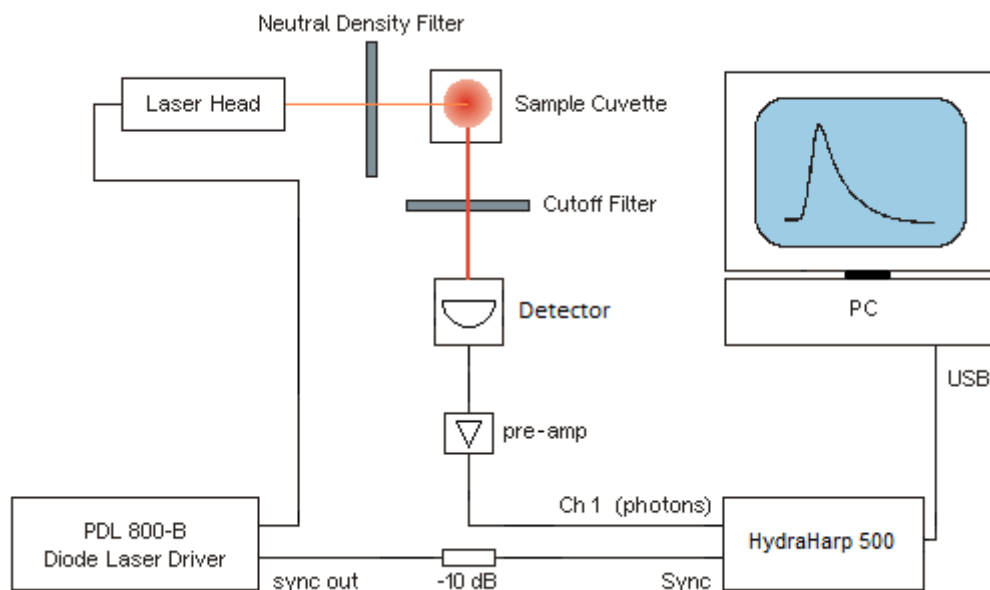 Neutral Density Filter
Laser Head
Sample Cuvette
Cutoff Filter
Detector
PC
USB
pre-amp
Ch 1 (photons)
PDL 800-B
Diode Laser Driver
HydraHarp 500
sync out
-10 dB
Sync